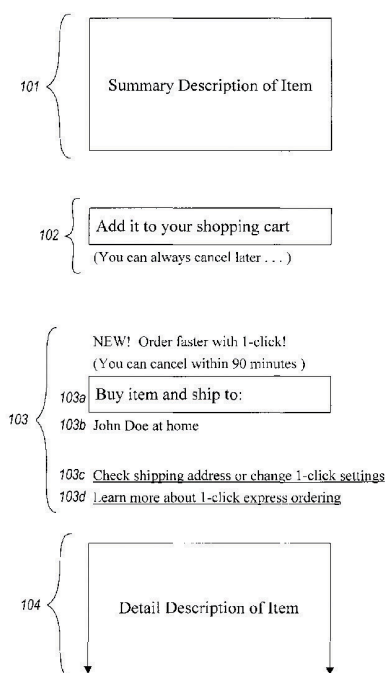 101
Summary Description of Item
102
Add it to your shopping cart
(You can always cancel later . . . )
NEW! Order faster with 1-click!
(You can cancel within 90 minutes )
103a Buy item and ship to:
103
103b John Doe at home
103c Check shipping address or change 1-click settings
103d Learn more about 1-click express ordering
104
Detail Description of Item